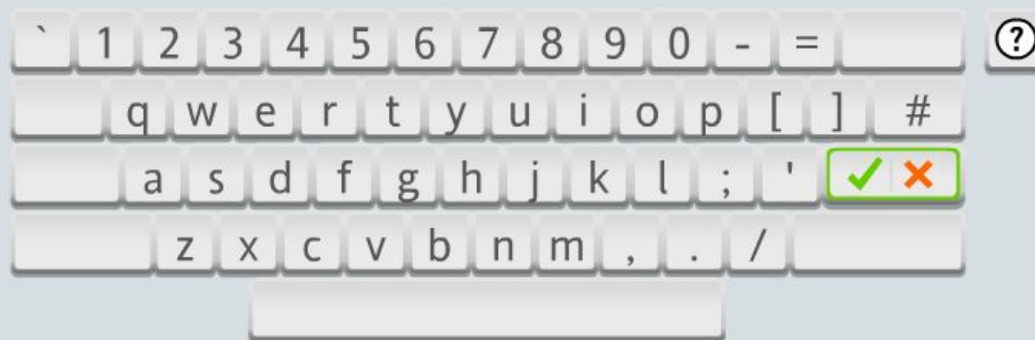 ` 1 2 3 4 5 6 7 8 9 0 - = ?
q w e r t y u i o p [ ] #
a s d f g h j k l ; '
z x c v b n m , . /